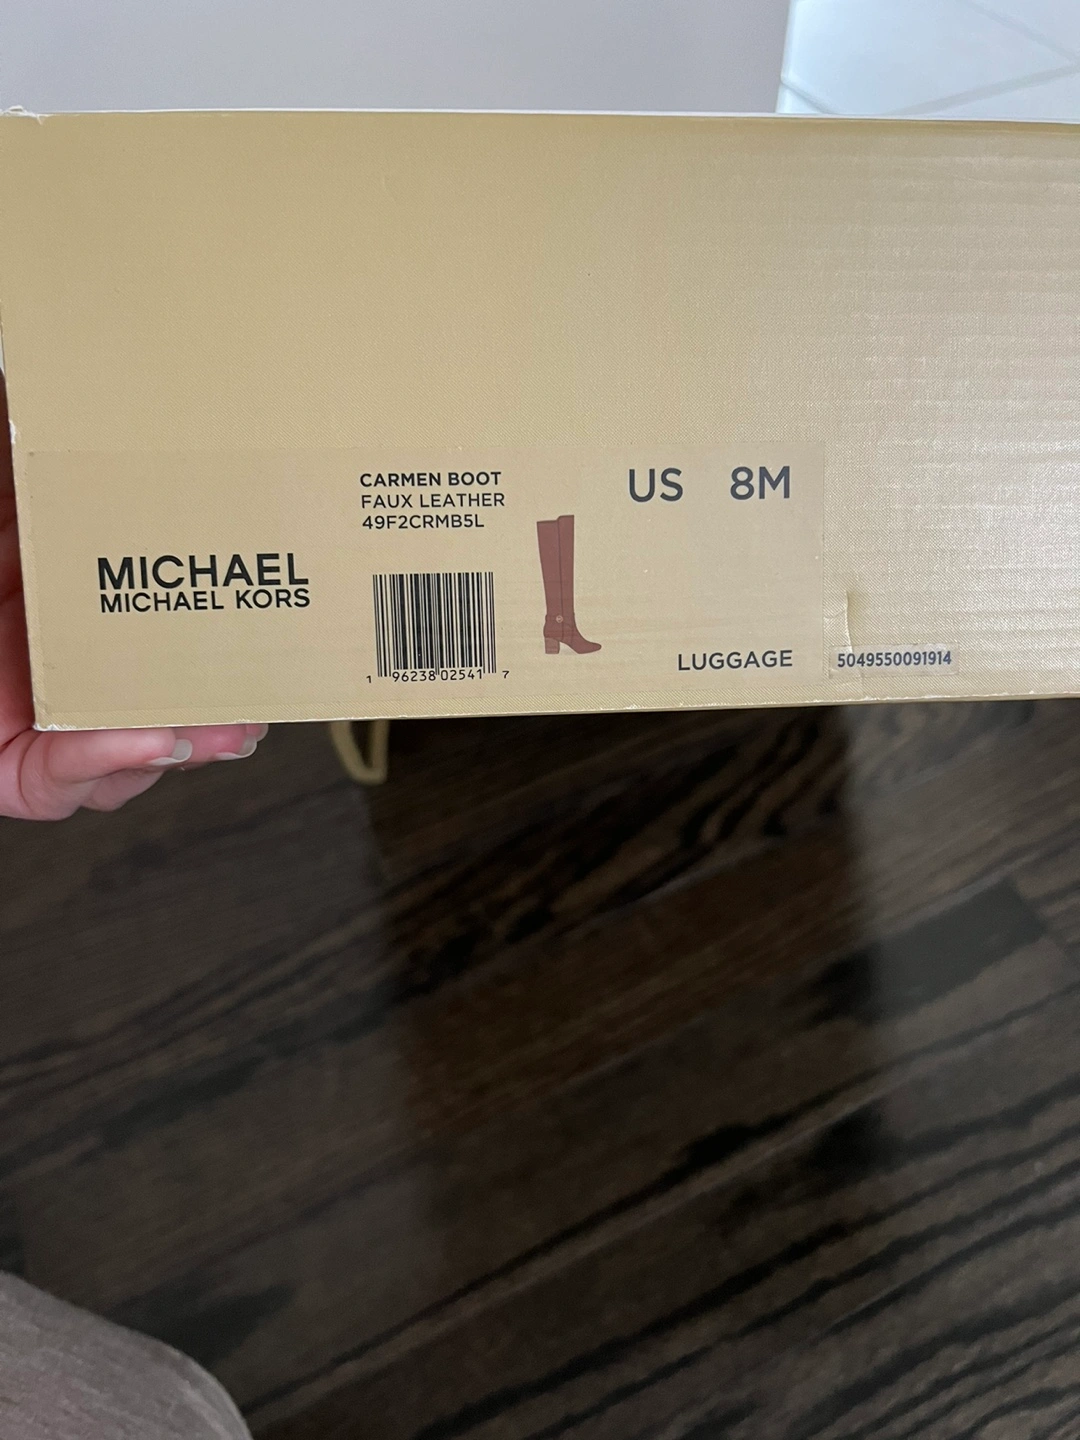 CARMEN BOOT
FAUX LEATHER
49F2CRMB5L
US 8M
MICHAEL
MICHAEL KORS
1 96238 02541 7
LUGGAGE
5049550091914